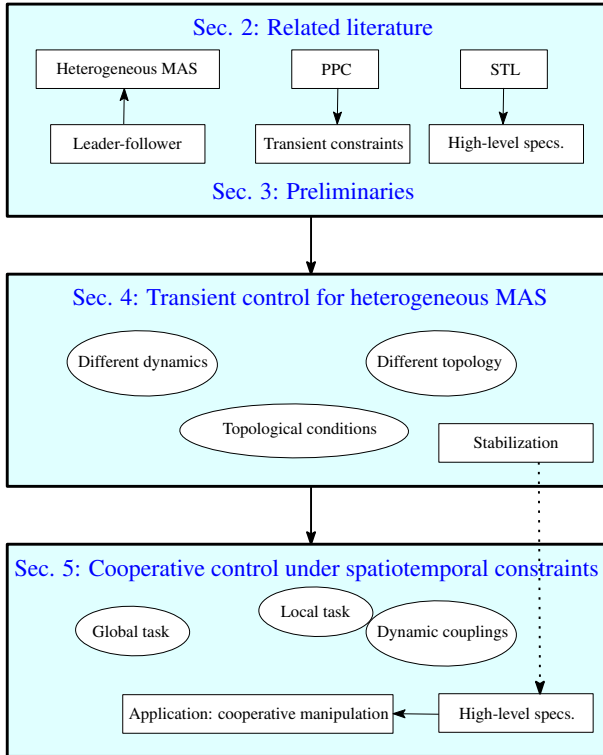 Sec. 2: Related literature
Heterogeneous MAS
PPC
STL
Leader-follower
Transient constraints
High-level specs.
Sec. 3: Preliminaries
Sec. 4: Transient control for heterogeneous MAS
Different dynamics
Different topology
Topological conditions
Stabilization
Sec. 5: Cooperative control under spatiotemporal constraints
Local task
Global task
Dynamic couplings
Application: cooperative manipulation
High-level specs.